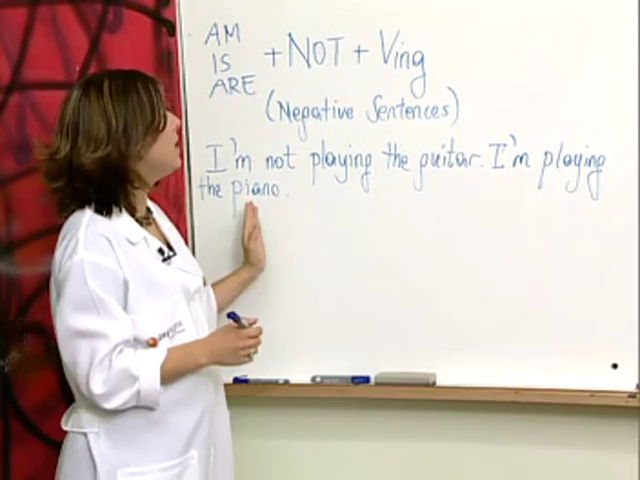 AM
IS + NOT + Ving
ARE
(Negative Sentences)
I'm not playing the guitar. I'm playing
the piano.